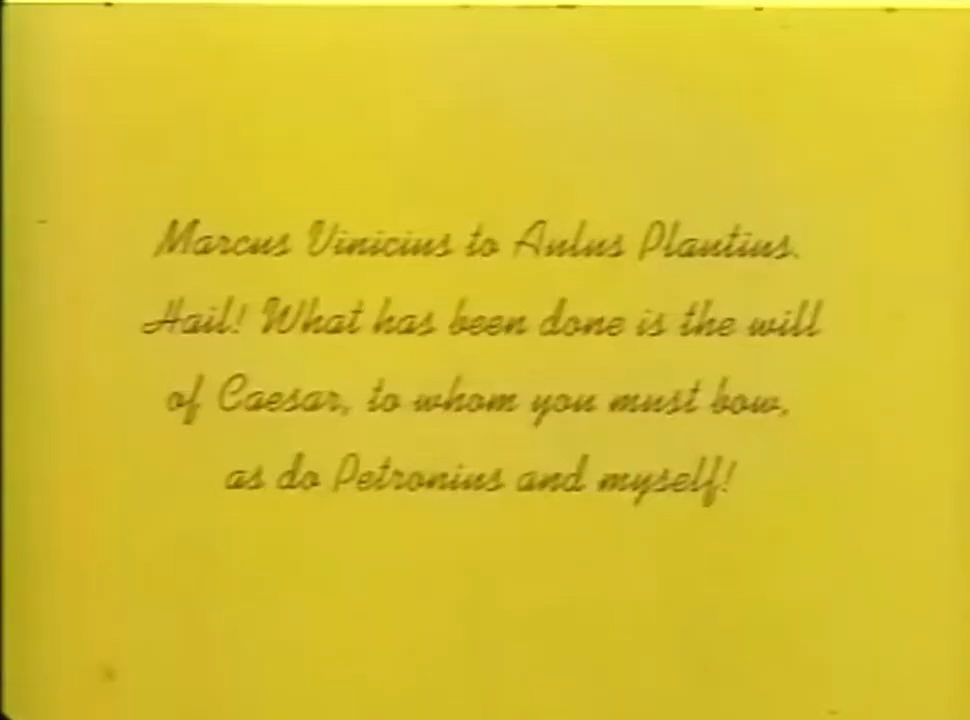 Marcus Vinicius to Aulus Plautius.
Hail! What has been done is the will
of Caesar, to whom you must bow,
as do Petronius and myself!